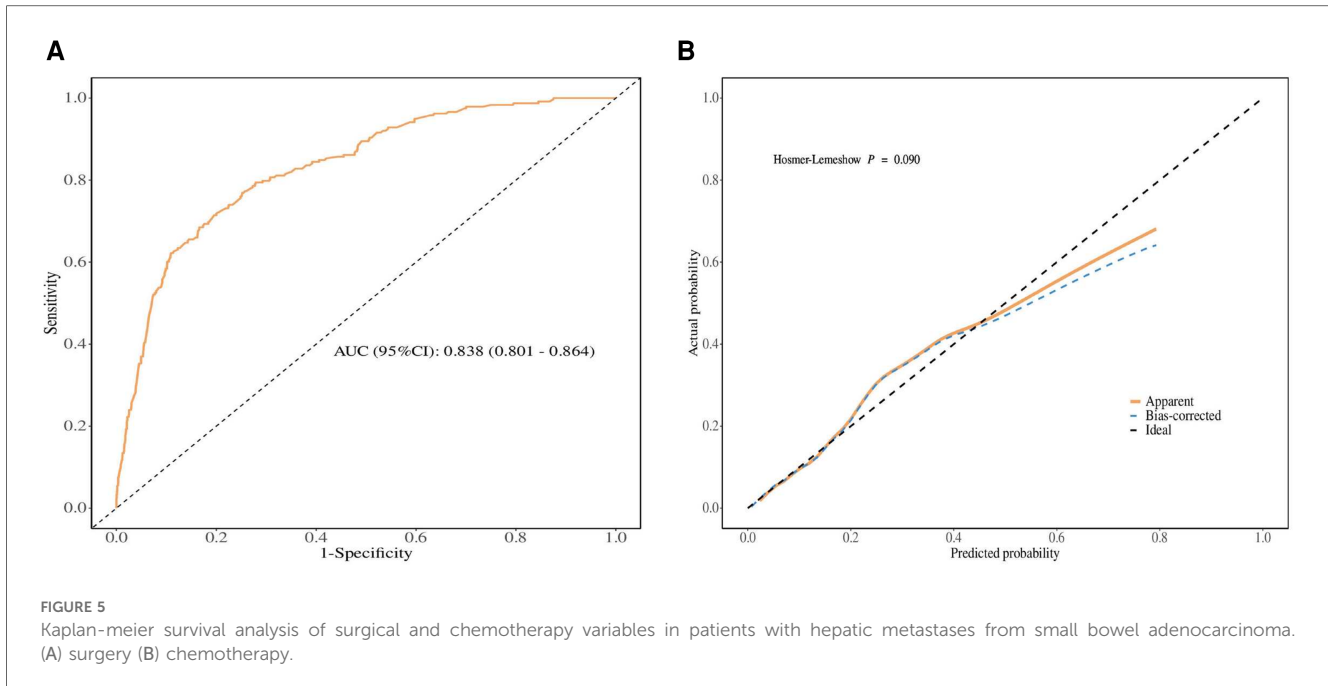 A
1.0
0.8
0.6
0.4
0.2
0.0
Sensitivity
AUC (95%CI): 0.838 (0.801 - 0.864)
0.0 0.2 0.4 0.6 0.8 1.0
1-Specificity
B
1.0
0.8
0.6
0.4
0.2
0.0
Actual probability
Hosmer-Lemeshow P = 0.090
Apparent
Bias-corrected
Ideal
0.0 0.2 0.4 0.6 0.8 1.0
Predicted probability
FIGURE 5
Kaplan-meier survival analysis of surgical and chemotherapy variables in patients with hepatic metastases from small bowel adenocarcinoma.
(A) surgery (B) chemotherapy.